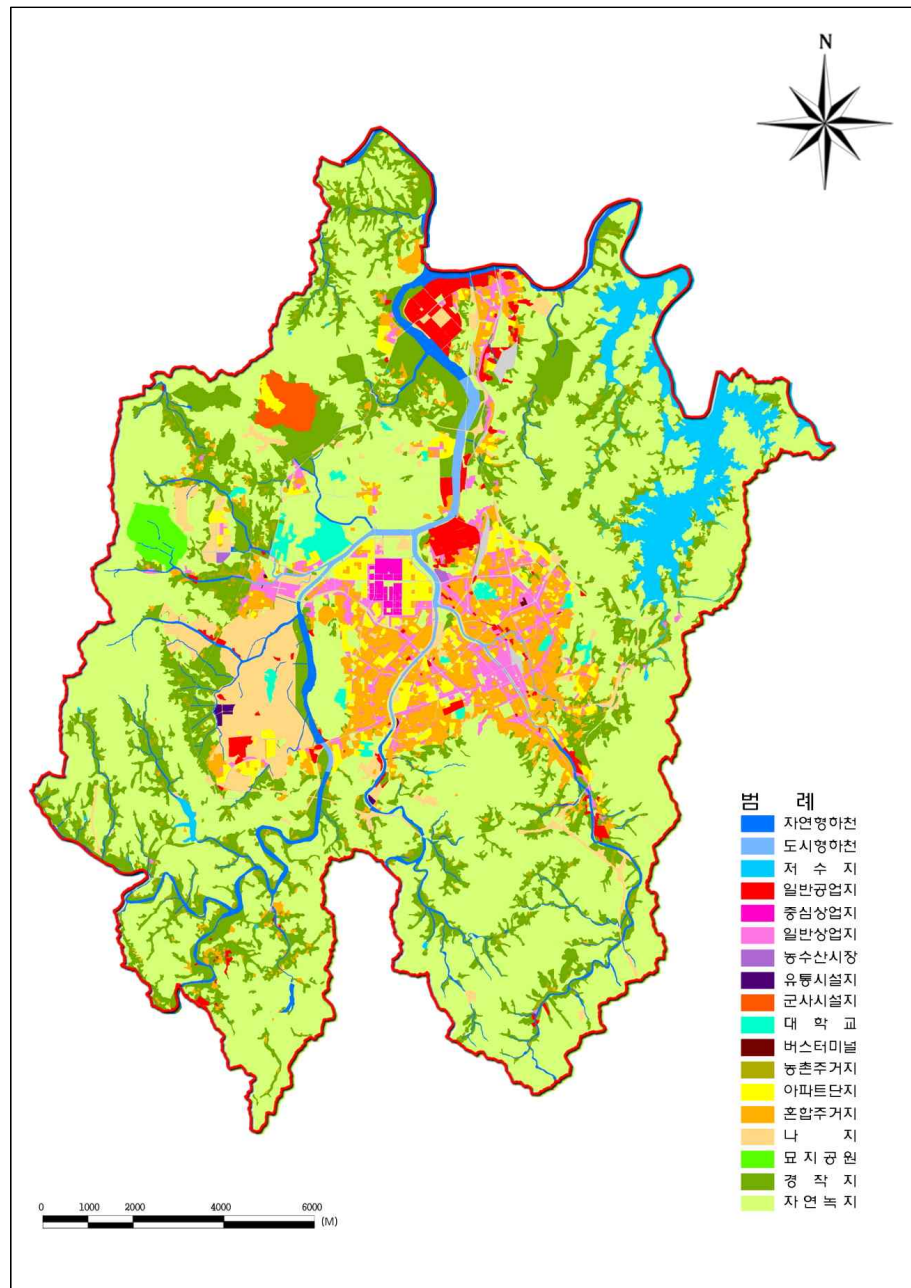 N
범 례
자연형하천
도시형하천
저 수 지
일반공업지
중심상업지
일반상업지
농수산시장
유통시설지
군사시설지
대 학 교
버스터미널
농촌주거지
아파트단지
혼합주거지
나 지
묘 지 공 원
경 작 지
자 연 녹 지
0 1000 2000 4000 6000
(M)